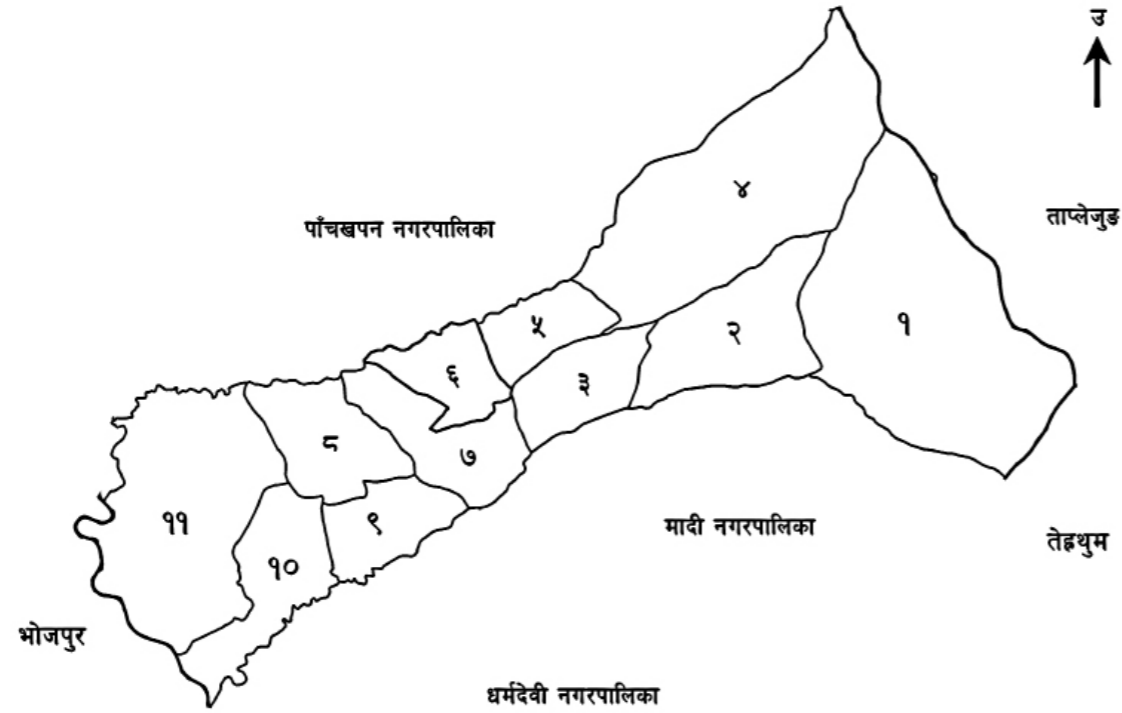 उ
४
ताप्लेजुङ
पाँचखपन नगरपालिका
५
२
१
६
३
८
७
११
९
मादी नगरपालिका
तेह्रथुम
१०
भोजपुर
धर्मदेवी नगरपालिका